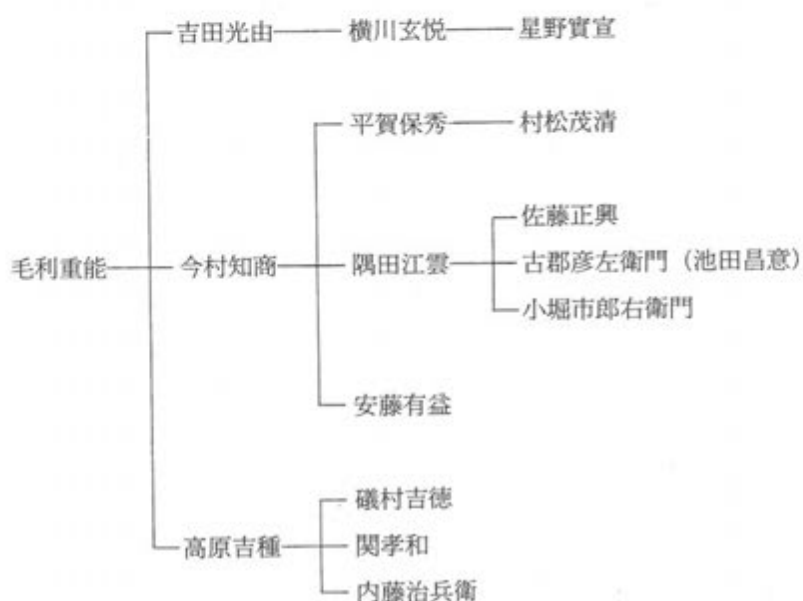 吉田光由
横川玄悦
星野實宣
平賀保秀
村松茂清
佐藤正興
毛利重能
今村知商
隅田江雲
古郡彦左衛門（池田昌意）
小堀市郎右衛門
安藤有益
礒村吉徳
高原吉種
関孝和
内藤治兵衛